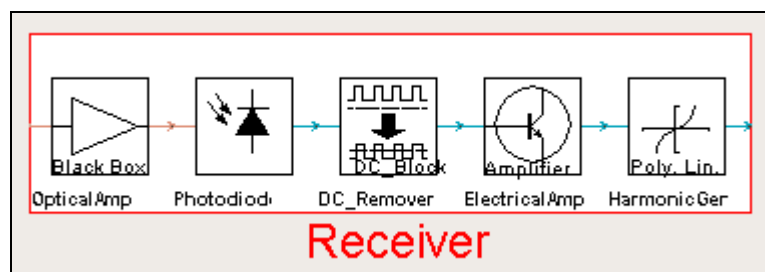 Black Box
DC_Block
Amplifier
Poly. Lin.
OpticalAmp
Photodiod
DC_Remover
ElectricalAmp
HarmonicGer
Receiver